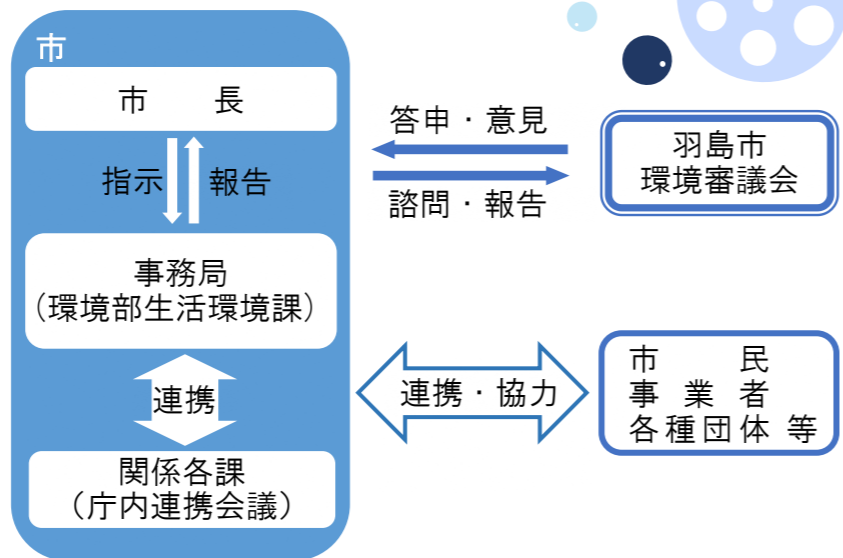 市
市　長
指示
報告
事務局
（環境部生活環境課）
連携
関係各課
（庁内連携会議）
答申・意見
諮問・報告
羽島市
環境審議会
連携・協力
市　民
事 業 者
各種団体 等